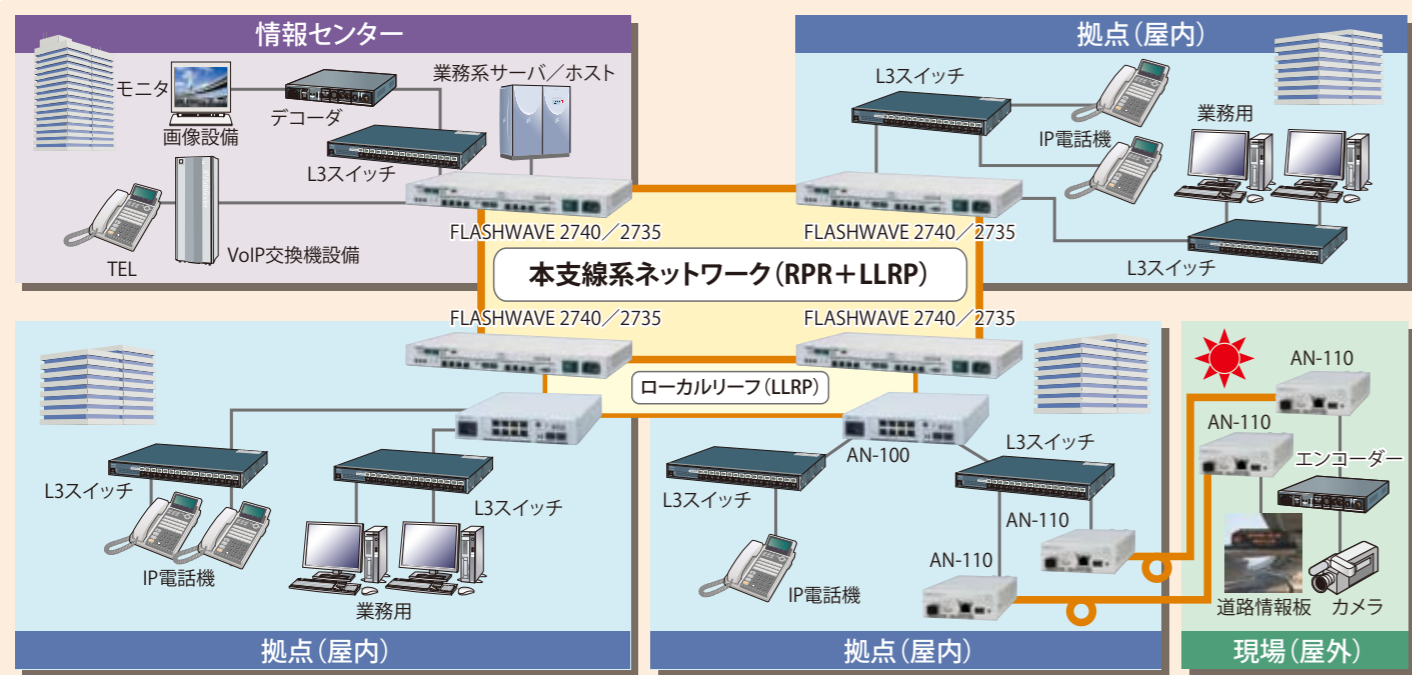 情報センター
モニタ
画像設備
デコーダ
業務系サーバ／ホスト
L3スイッチ
TEL
VoIP交換機設備
FLASHWAVE 2740／2735
拠点（屋内）
L3スイッチ
IP電話機
業務用
L3スイッチ
FLASHWAVE 2740／2735
本支線系ネットワーク（RPR＋LLRP）
FLASHWAVE 2740／2735
FLASHWAVE 2740／2735
ローカルリーフ（LLRP）
L3スイッチ
IP電話機
L3スイッチ
業務用
拠点（屋内）
AN-100
L3スイッチ
L3スイッチ
IP電話機
AN-110
AN-110
拠点（屋内）
AN-110
AN-110
エンコーダー
道路情報板
カメラ
現場（屋外）